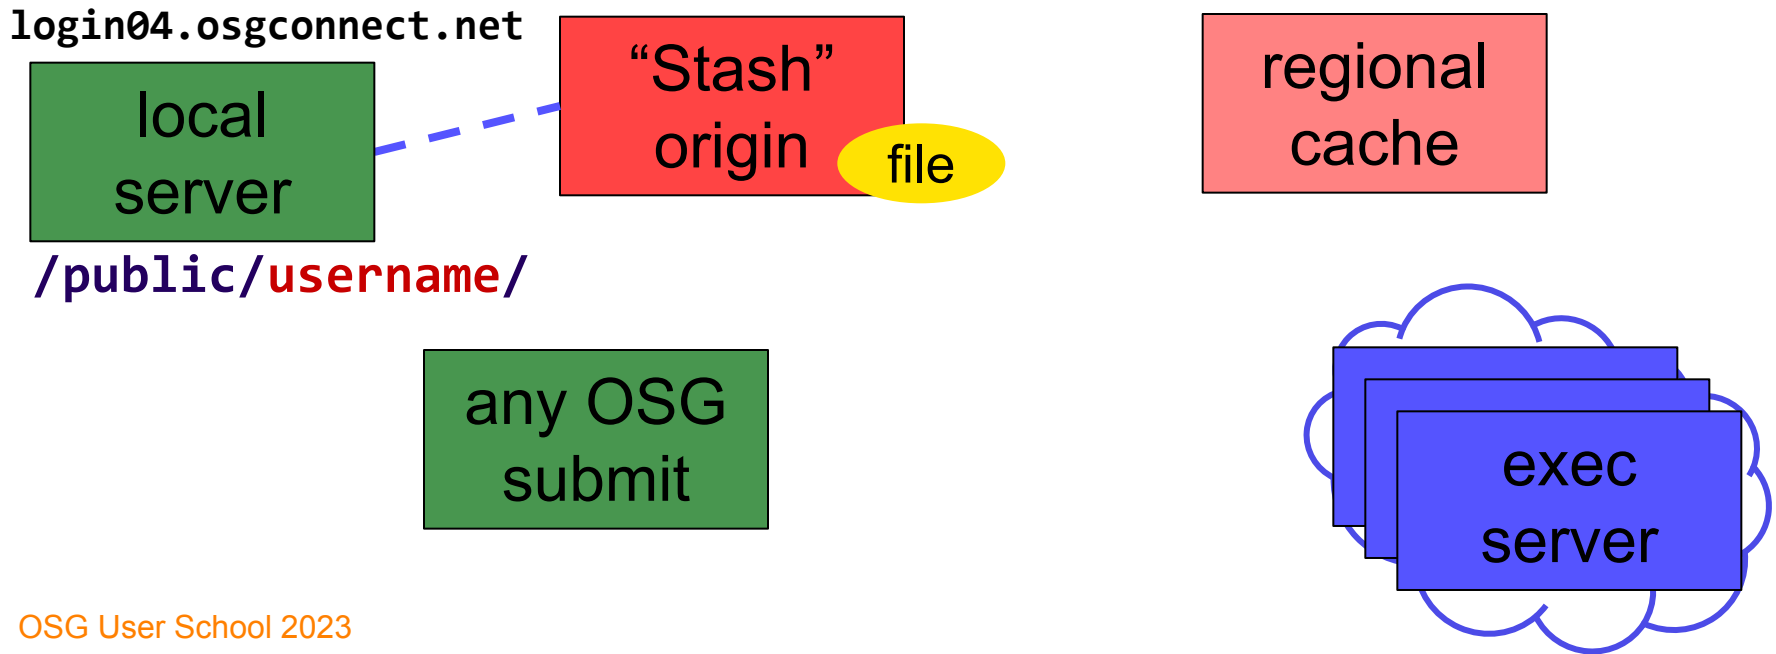 login04.osgconnect.net
local
server
“Stash”
origin
file
regional
cache
/public/username/
any OSG
submit
exec
server
OSG User School 2023